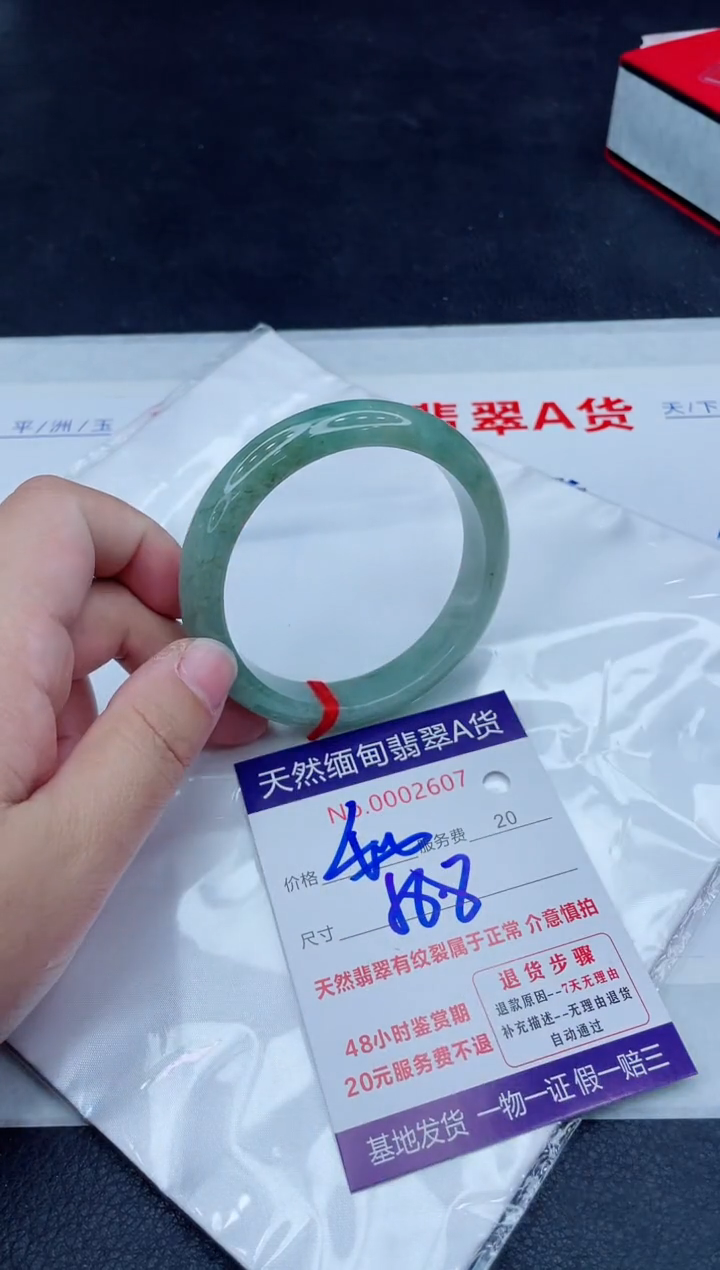 平/洲/玉
翡翠A货
天/下
天然缅甸翡翠A货
NO.0002607
价格
服务费 20
尺寸 188
天然翡翠有纹裂属于正常 介意慎拍
48小时鉴赏期
20元服务费不退
退货步骤
退款原因--7天无理由
补充描述--无理由退货
自动通过
基地发货 一物一证 假一赔三